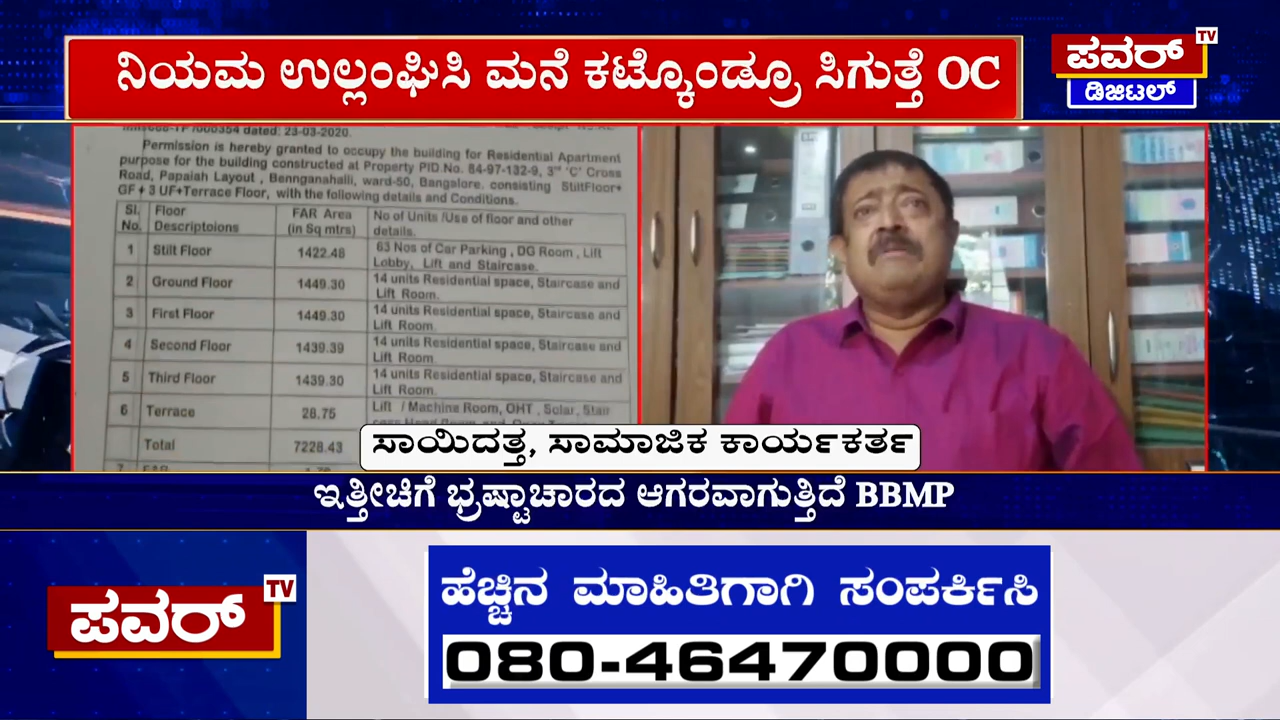 ನಿಯಮ ಉಲ್ಲಂಘಿಸಿ ಮನೆ ಕಟ್ಕೊಂಡ್ರೂ ಸಿಗುತ್ತೆ OC
ಪವರ್ TV
ಡಿಜಿಟಲ್
dated: 23-03-2020.
Permission is hereby granted to occupy the building for Residential Apartment
purpose for the building constructed at Property PID.No. 84-97-132-9, 3rd 'C' Cross
Road, Papaiah Layout , Bennganahalli, ward-50, Bangalore. consisting StiltFloor+
GF + 3 UF+Terrace Floor, with the following details and Conditions.
Sl. No. Floor Descriptoions FAR Area (in Sq mtrs) No of Units /Use of floor and other details.
1 Stilt Floor 1422.48 63 Nos of Car Parking , DG Room , Lift Lobby, Lift and Staircase.
2 Ground Floor 1449.30 14 units Residential space, Staircase and Lift Room.
3 First Floor 1449.30 14 units Residential space, Staircase and Lift Room.
4 Second Floor 1439.39 14 units Residential space, Staircase and Lift Room.
5 Third Floor 1439.30 14 units Residential space, Staircase and Lift Room.
6 Terrace 28.75 Lift / Machine Room, OHT , Solar, Stair
Total 7228.43
ಸಾಯಿದತ್ತ, ಸಾಮಾಜಿಕ ಕಾರ್ಯಕರ್ತ
ಇತ್ತೀಚಿಗೆ ಭ್ರಷ್ಟಾಚಾರದ ಆಗರವಾಗುತ್ತಿದೆ BBMP
ಪವರ್ TV
ಹೆಚ್ಚಿನ ಮಾಹಿತಿಗಾಗಿ ಸಂಪರ್ಕಿಸಿ
080-46470000